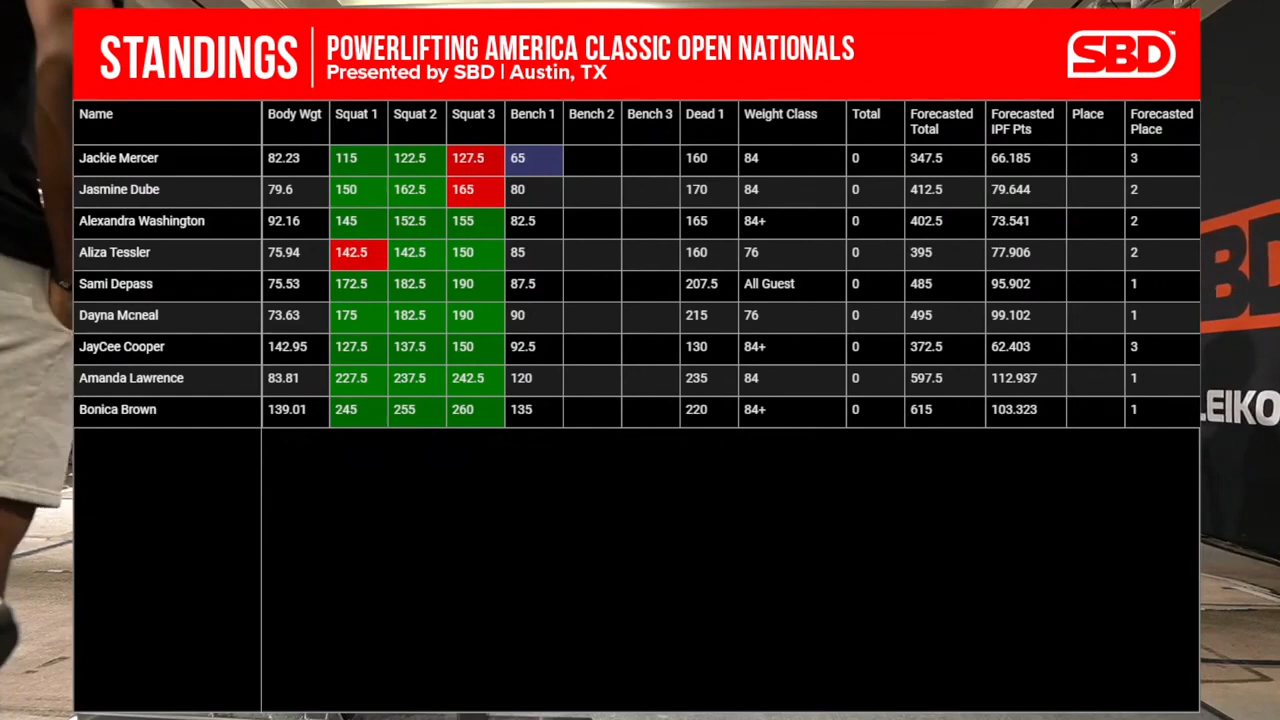 STANDINGS
POWERLIFTING AMERICA CLASSIC OPEN NATIONALS
Presented by SBD | Austin, TX
SBD™
Name Body Wgt Squat 1 Squat 2 Squat 3 Bench 1 Bench 2 Bench 3 Dead 1 Weight Class Total Forecasted Total Forecasted IPF Pts Place Forecasted Place
Jackie Mercer 82.23 115 122.5 127.5 65 160 84 0 347.5 66.185 3
Jasmine Dube 79.6 150 162.5 165 80 170 84 0 412.5 79.644 2
Alexandra Washington 92.16 145 152.5 155 82.5 165 84+ 0 402.5 73.541 2
Aliza Tessler 75.94 142.5 142.5 150 85 160 76 0 395 77.906 2
Sami Depass 75.53 172.5 182.5 190 87.5 207.5 All Guest 0 485 95.902 1
Dayna Mcneal 73.63 175 182.5 190 90 215 76 0 495 99.102 1
JayCee Cooper 142.95 127.5 137.5 150 92.5 130 84+ 0 372.5 62.403 3
Amanda Lawrence 83.81 227.5 237.5 242.5 120 235 84 0 597.5 112.937 1
Bonica Brown 139.01 245 255 260 135 220 84+ 0 615 103.323 1
BD
EIKO